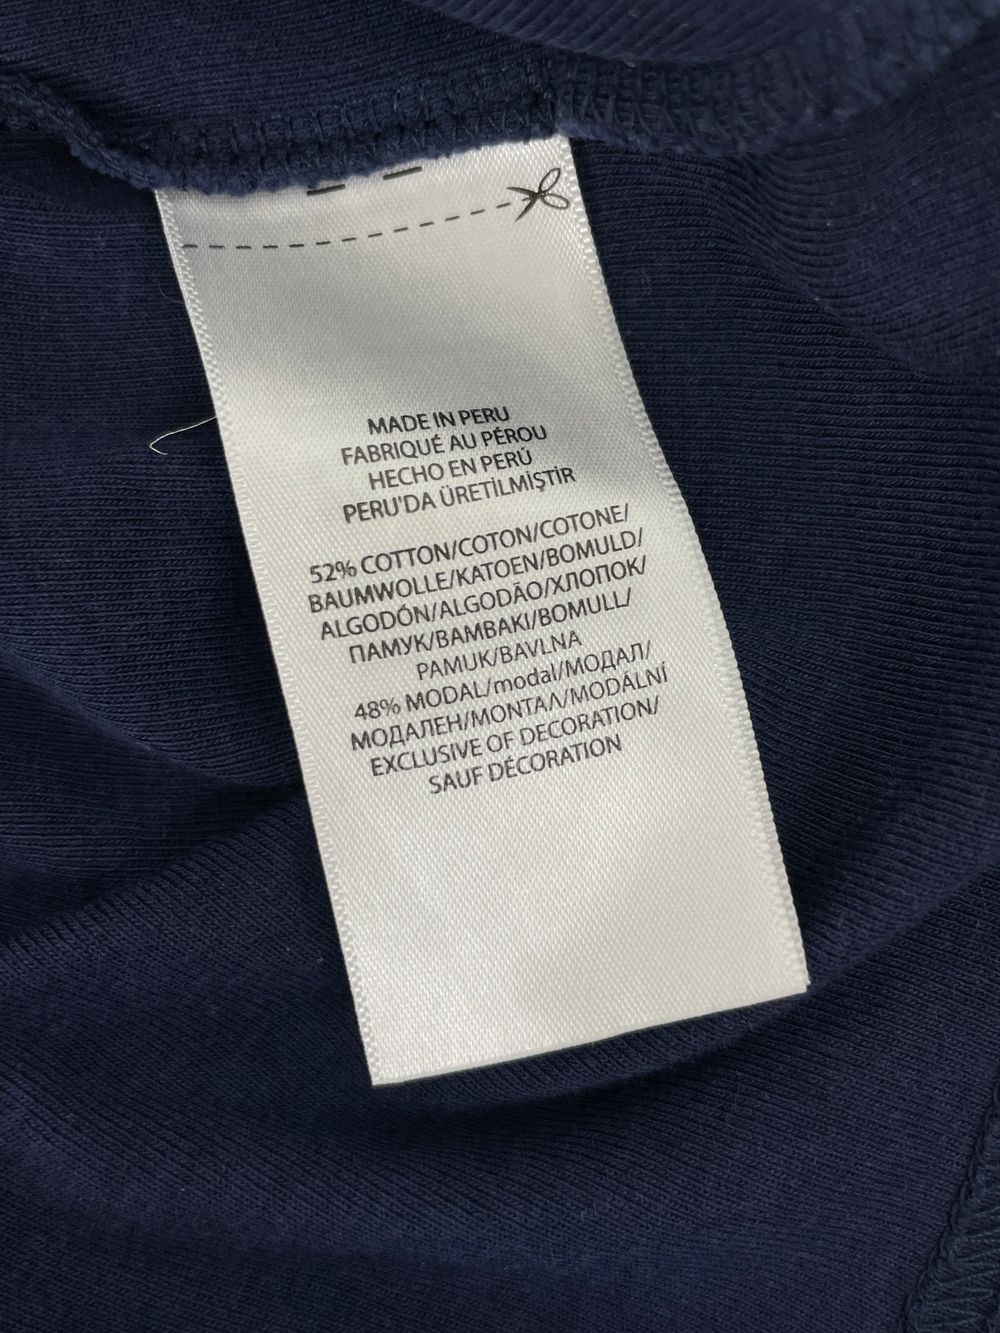 MADE IN PERU
FABRIQUÉ AU PÉROU
HECHO EN PERÚ
PERU'DA ÜRETİLMİŞTİR
52% COTTON/COTON/COTONE/
BAUMWOLLE/KATOEN/BOMULD/
ALGODÓN/ALGODÃO/ХЛОПОК/
ПАМУК/ΒΑΜΒΑΚΙ/BOMULL/
PAMUK/BAVLNA
48% MODAL/modal/МОДАЛ/
МОДАЛЕН/ΜΟΝΤΑΛ/MODÁLNÍ
EXCLUSIVE OF DECORATION/
SAUF DÉCORATION